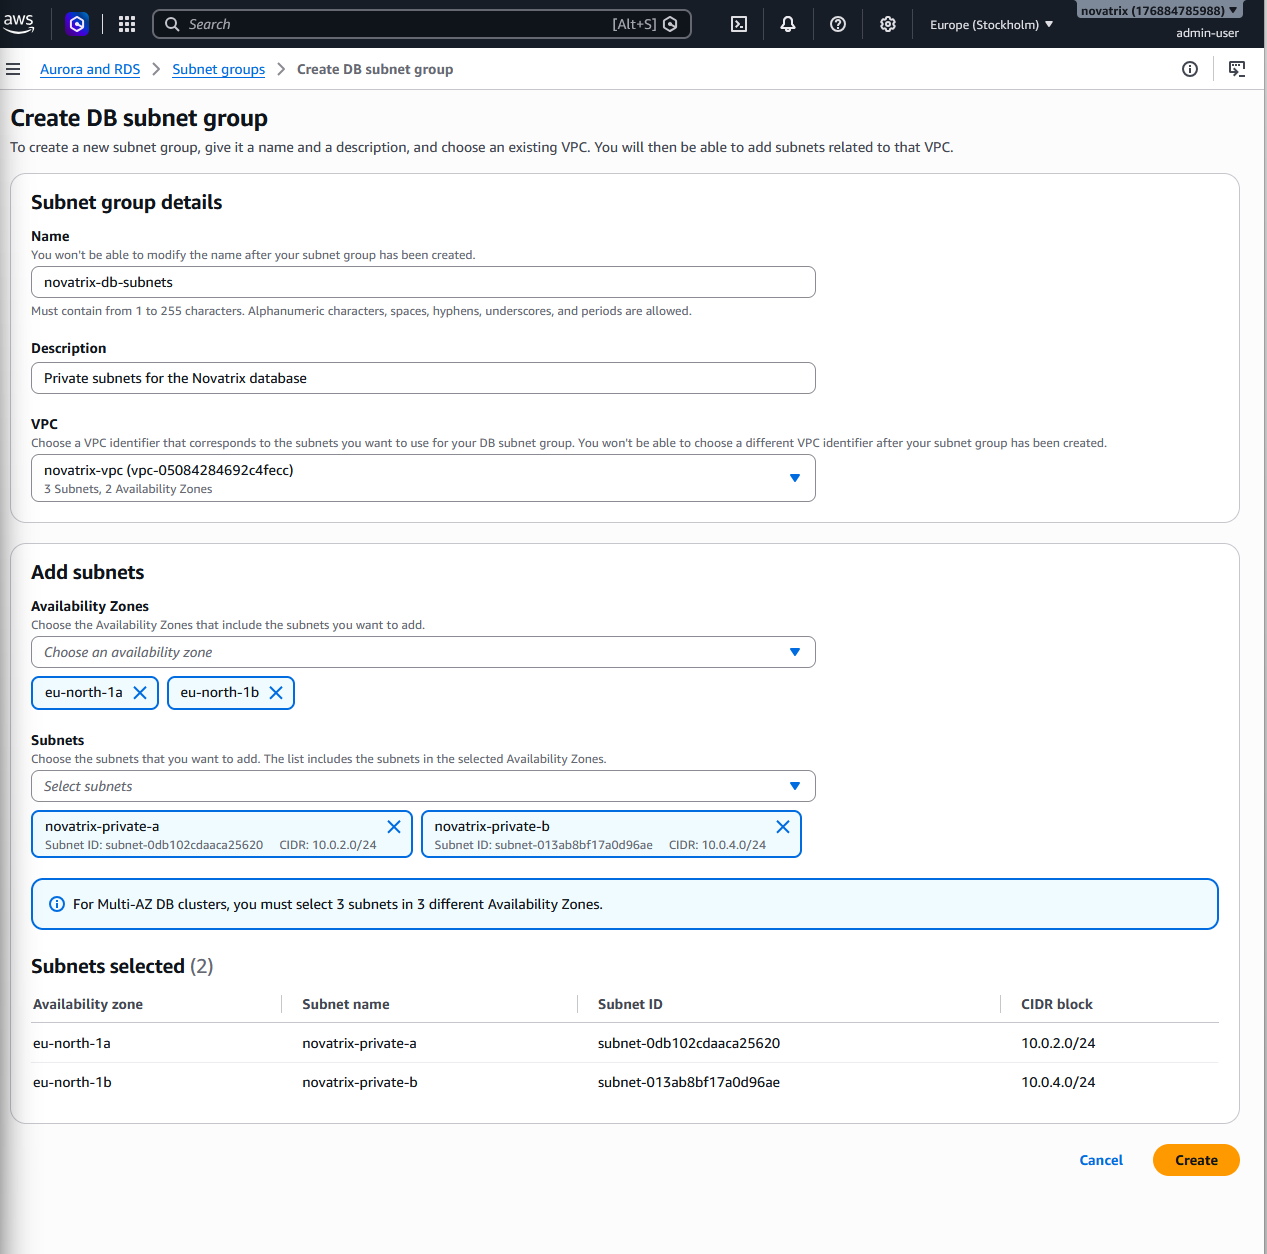 aws
Search
[Alt+S]
Europe (Stockholm)
novatrix (176884785988)
admin-user
Aurora and RDS
Subnet groups
Create DB subnet group
Create DB subnet group
To create a new subnet group, give it a name and a description, and choose an existing VPC. You will then be able to add subnets related to that VPC.
Subnet group details
Name
You won't be able to modify the name after your subnet group has been created.
novatrix-db-subnets
Must contain from 1 to 255 characters. Alphanumeric characters, spaces, hyphens, underscores, and periods are allowed.
Description
Private subnets for the Novatrix database
VPC
Choose a VPC identifier that corresponds to the subnets you want to use for your DB subnet group. You won't be able to choose a different VPC identifier after your subnet group has been created.
novatrix-vpc (vpc-05084284692c4fecc)
3 Subnets, 2 Availability Zones
Add subnets
Availability Zones
Choose the Availability Zones that include the subnets you want to add.
Choose an availability zone
eu-north-1a
eu-north-1b
Subnets
Choose the subnets that you want to add. The list includes the subnets in the selected Availability Zones.
Select subnets
novatrix-private-a
Subnet ID: subnet-0db102cdaaca25620 CIDR: 10.0.2.0/24
novatrix-private-b
Subnet ID: subnet-013ab8bf17a0d96ae CIDR: 10.0.4.0/24
For Multi-AZ DB clusters, you must select 3 subnets in 3 different Availability Zones.
Subnets selected (2)
Availability zone Subnet name Subnet ID CIDR block
eu-north-1a novatrix-private-a subnet-0db102cdaaca25620 10.0.2.0/24
eu-north-1b novatrix-private-b subnet-013ab8bf17a0d96ae 10.0.4.0/24
Cancel
Create